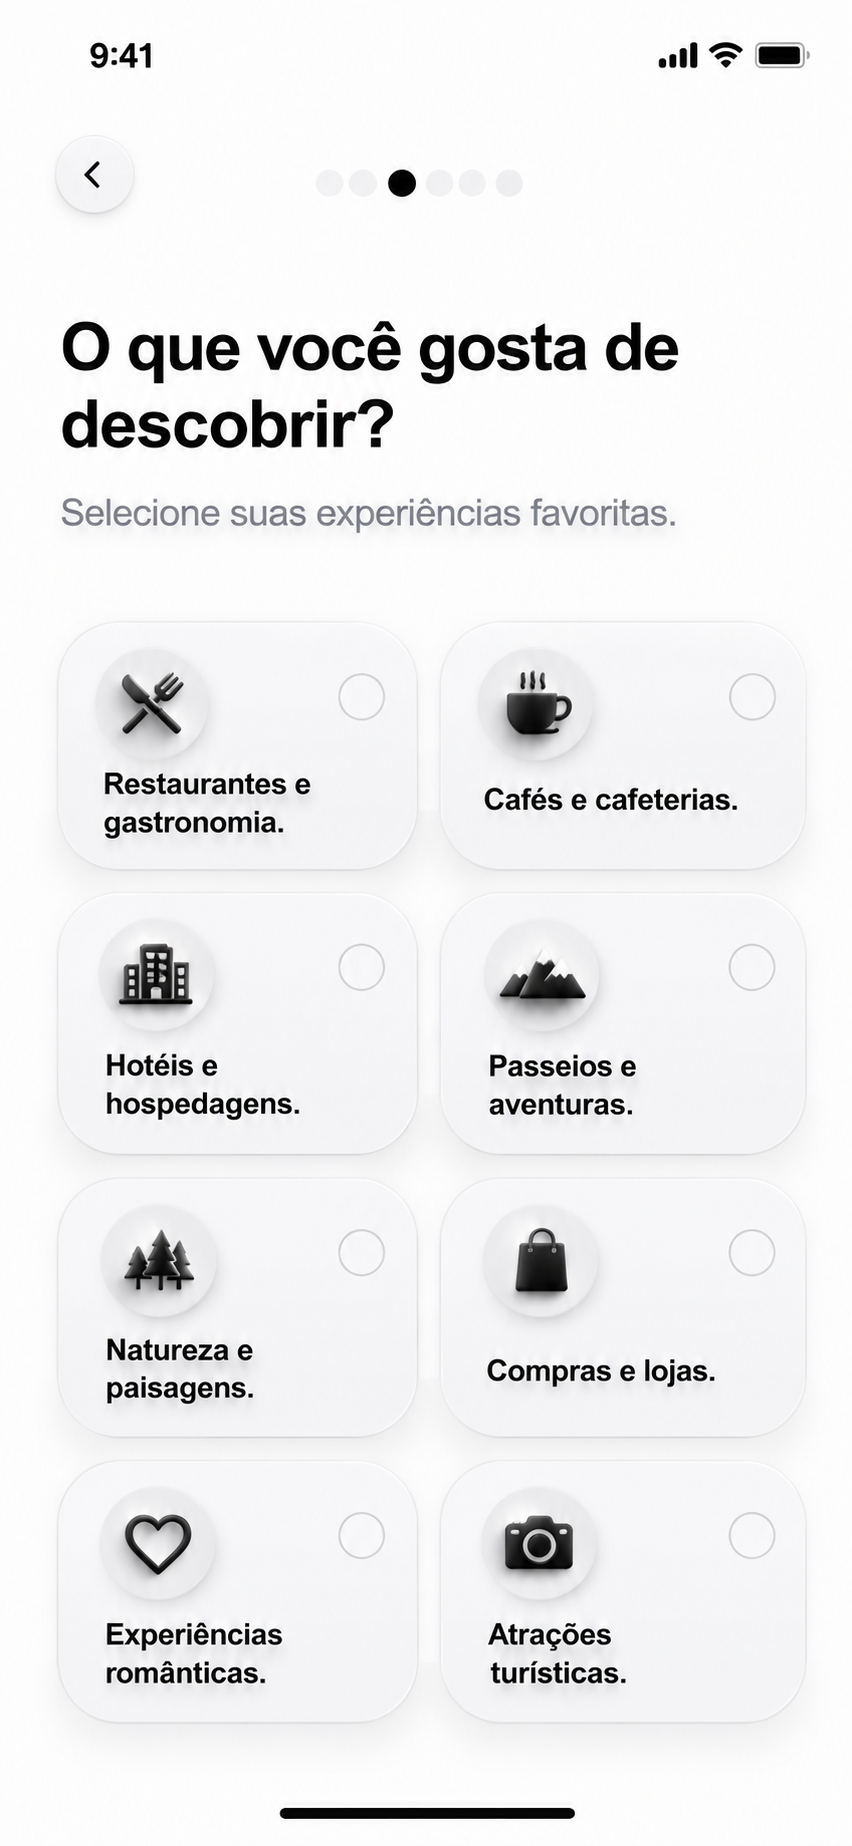 9:41
O que você gosta de
descobrir?
Selecione suas experiências favoritas.
Restaurantes e
gastronomia.
Cafés e cafeterias.
Hotéis e
hospedagens.
Passeios e
aventuras.
Natureza e
paisagens.
Compras e lojas.
Experiências
românticas.
Atrações
turísticas.